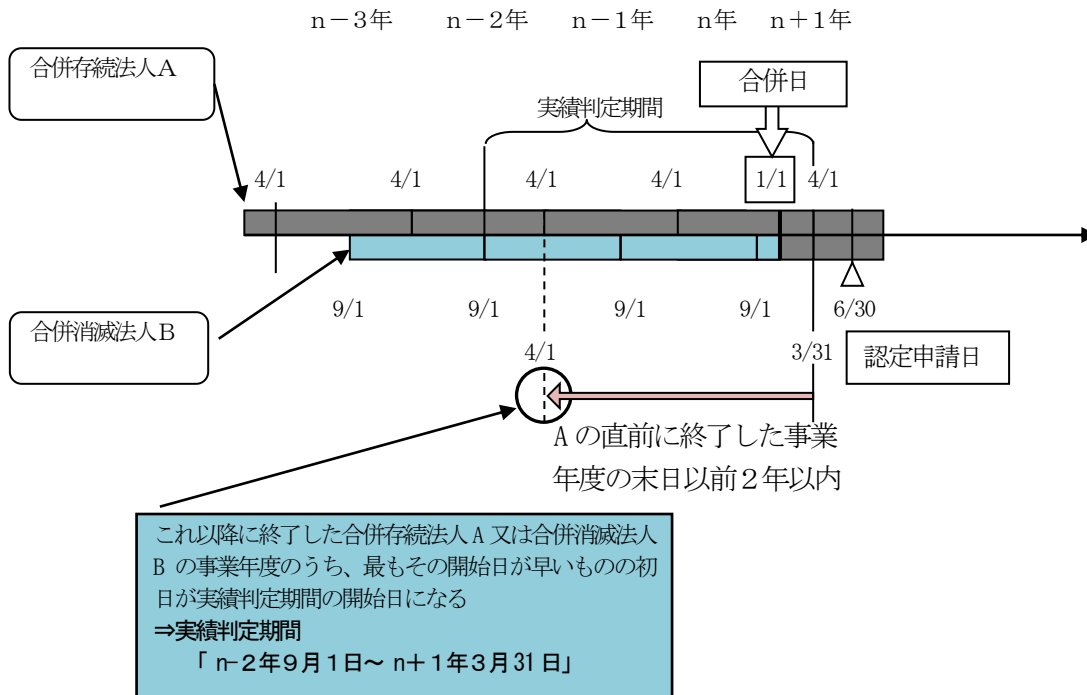 n－3年　n－2年　n－1年　n年　n＋1年
合併存続法人A
合併日
実績判定期間
4/1　4/1　4/1　4/1　1/1　4/1
9/1　9/1　9/1　9/1　6/30
合併消滅法人B
4/1　3/31　認定申請日
Aの直前に終了した事業
年度の末日以前２年以内
これ以降に終了した合併存続法人A又は合併消滅法人
Bの事業年度のうち、最もその開始日が早いものの初
日が実績判定期間の開始日になる
⇒実績判定期間
「n-2年９月１日～n＋１年３月31日」